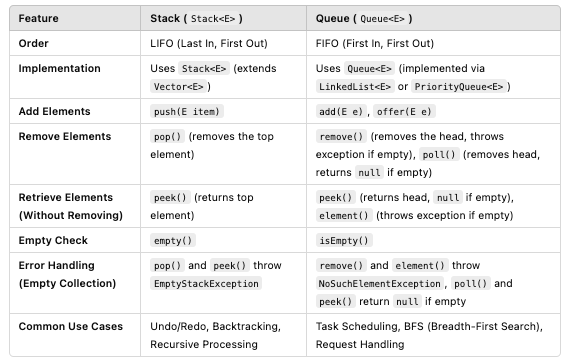 Feature Stack ( Stack<E> ) Queue ( Queue<E> )
Order LIFO (Last In, First Out) FIFO (First In, First Out)
Implementation Uses Stack<E> (extends Uses Queue<E> (implemented via
Vector<E> ) LinkedList<E> or PriorityQueue<E> )
Add Elements push(E item) add(E e) , offer(E e)
Remove Elements pop() (removes the top remove() (removes the head, throws
element) exception if empty), poll() (removes head,
returns null if empty)
Retrieve Elements peek() (returns top peek() (returns head, null if empty),
(Without Removing) element) element() (throws exception if empty)
Empty Check empty() isEmpty()
Error Handling pop() and peek() throw remove() and element() throw
(Empty Collection) EmptyStackException NoSuchElementException , poll() and
peek() return null if empty
Common Use Cases Undo/Redo, Backtracking, Task Scheduling, BFS (Breadth-First Search),
Recursive Processing Request Handling